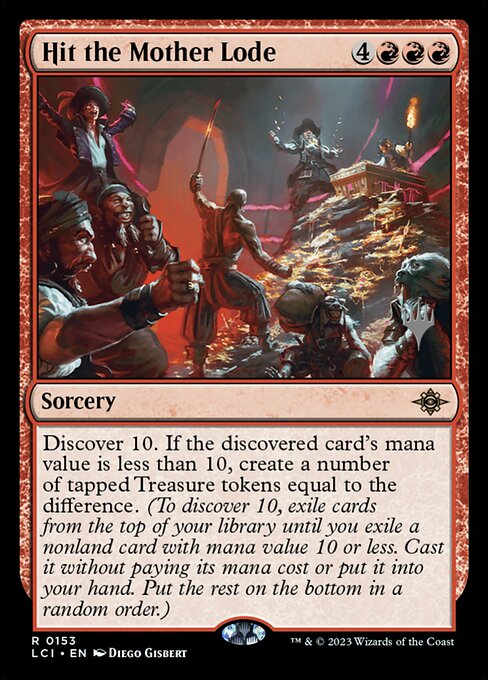 Hit the Mother Lode 4
Sorcery
Discover 10. If the discovered card's mana
value is less than 10, create a number
of tapped Treasure tokens equal to the
difference. (To discover 10, exile cards
from the top of your library until you exile a
nonland card with mana value 10 or less. Cast
it without paying its mana cost or put it into
your hand. Put the rest on the bottom in a
random order.)
R 0153
LCI • EN Diego Gisbert
™ & © 2023 Wizards of the Coast